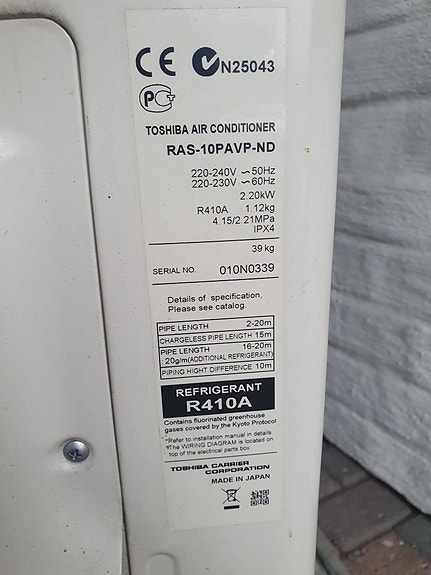 CE N25043
PG
TOSHIBA AIR CONDITIONER
RAS-10PAVP-ND
220-240V ~50Hz
220-230V ~60Hz
2.20kW
R410A 1.12kg
4.15/2.21MPa
IPX4
39 kg
SERIAL NO. 010N0339
Details of specification,
Please see catalog.
PIPE LENGTH 2-20m
CHARGELESS PIPE LENGTH 15m
PIPE LENGTH 16-20m
: 20g/m(ADDITIONAL REFRIGERANT)
PIPING HIGHT DIFFERENCE 10m
REFRIGERANT
R410A
Contains fluorinated greenhouse
gases covered by the Kyoto Protocol
*Refer to installation manual in details.
*The WIRING DIAGRAM is located on
top of the electrical parts box.
TOSHIBA CARRIER
CORPORATION
MADE IN JAPAN